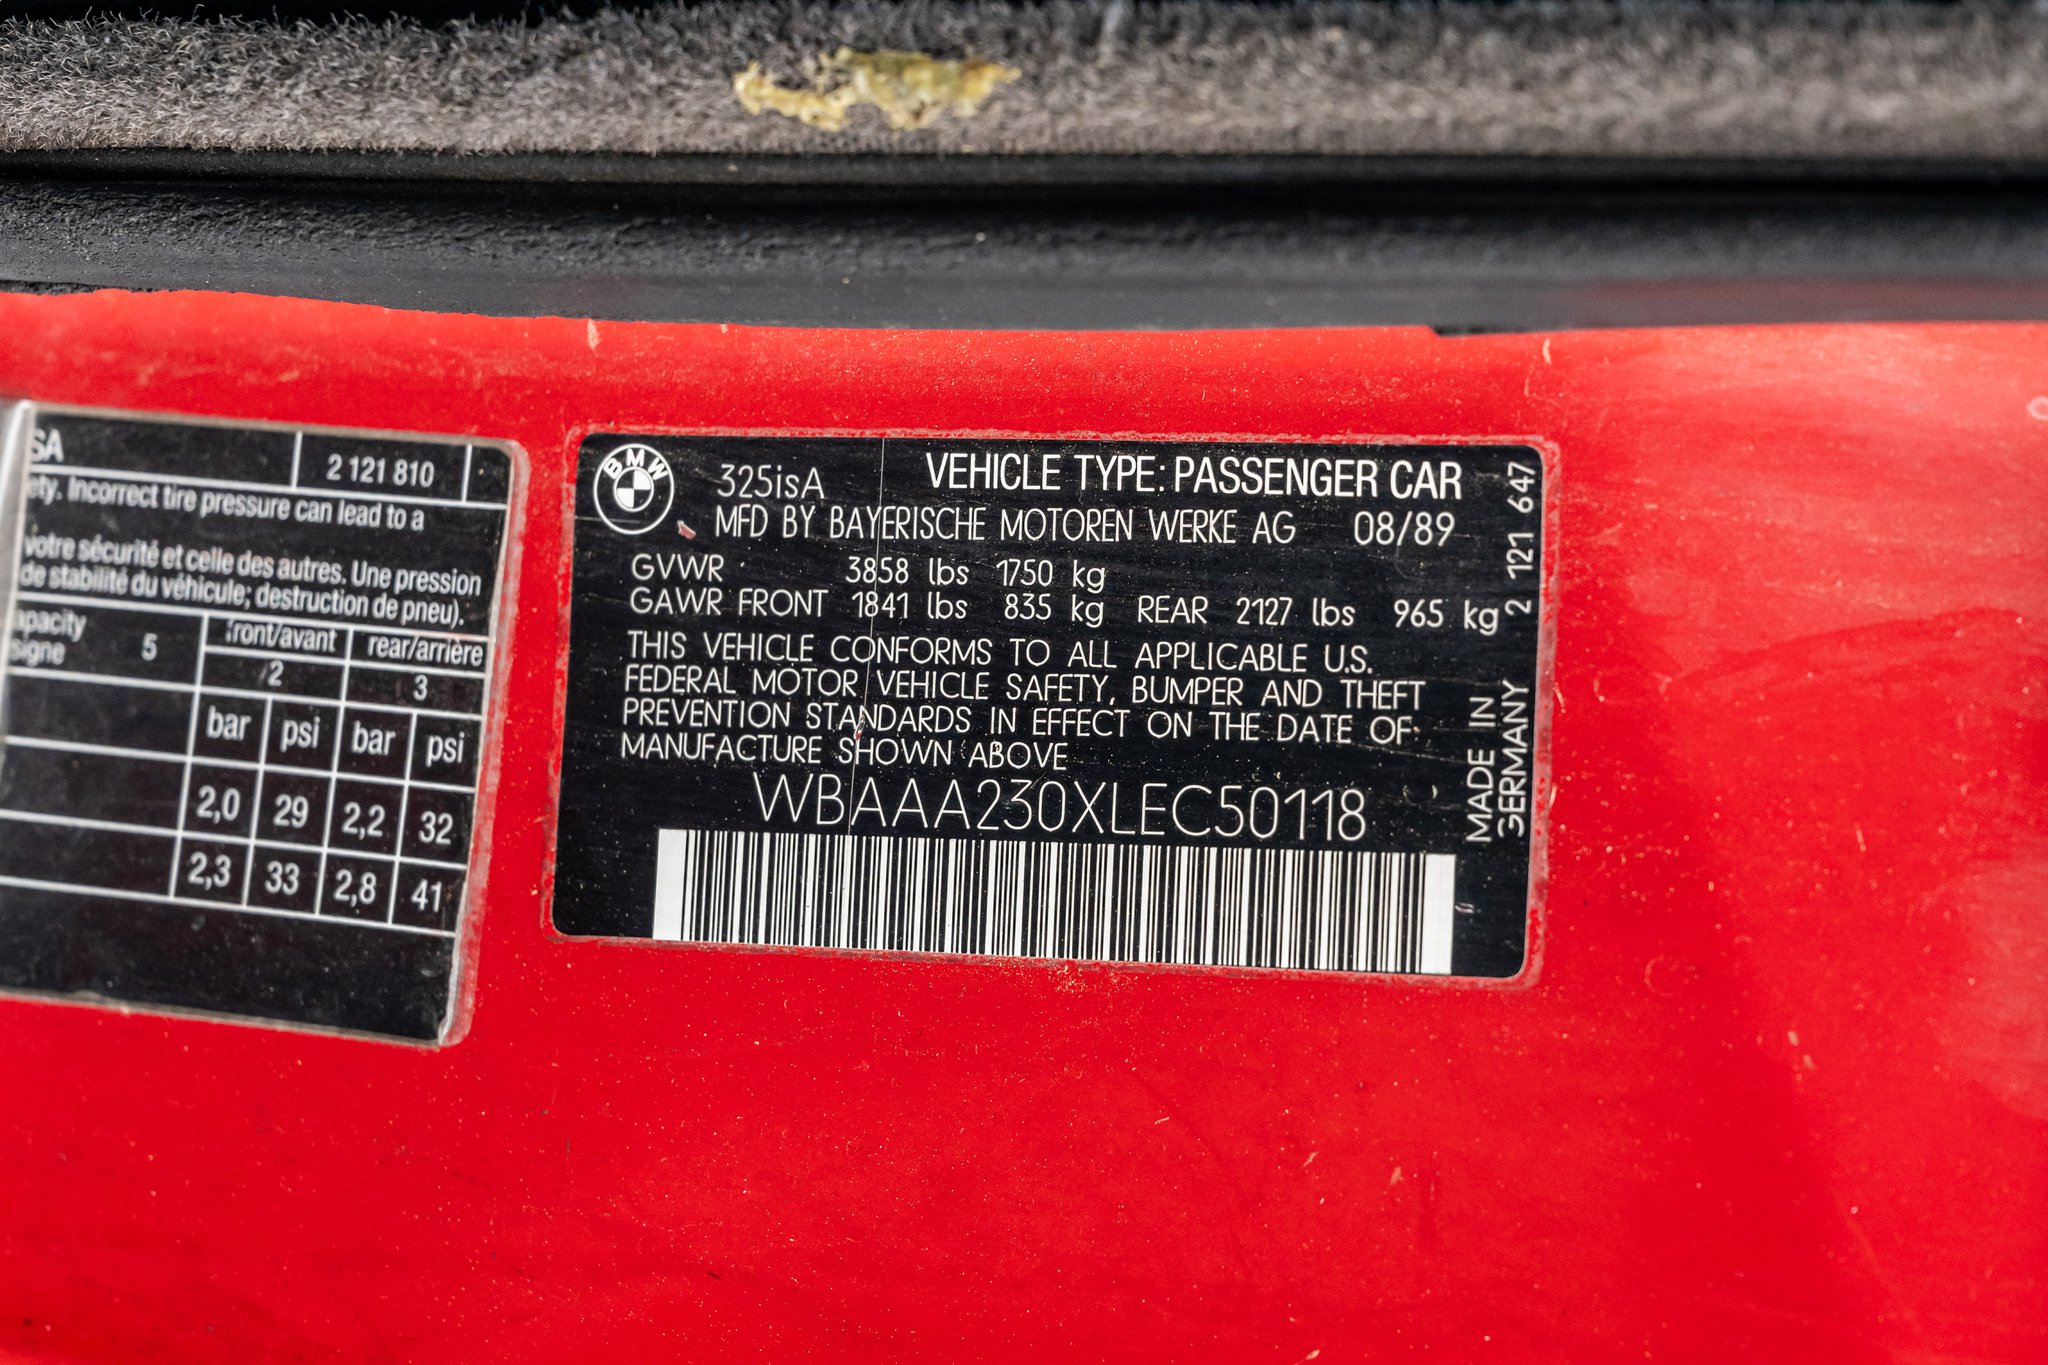 SA 2 121 810
ety. Incorrect tire pressure can lead to a
votre sécurité et celle des autres. Une pression
de stabilité du véhicule; destruction de pneu).
apacity
signe 5 front/avant rear/arrière
/2 3
bar psi bar psi
2,0 29 2,2 32
2,3 33 2,8 41
BMW
325isA VEHICLE TYPE: PASSENGER CAR
MFD BY BAYERISCHE MOTOREN WERKE AG 08/89
GVWR 3858 lbs 1750 kg
GAWR FRONT 1841 lbs 835 kg REAR 2127 lbs 965 kg
THIS VEHICLE CONFORMS TO ALL APPLICABLE U.S.
FEDERAL MOTOR VEHICLE SAFETY, BUMPER AND THEFT
PREVENTION STANDARDS IN EFFECT ON THE DATE OF
MANUFACTURE SHOWN ABOVE
WBAAA230XLEC50118
MADE IN
GERMANY 2 121 647